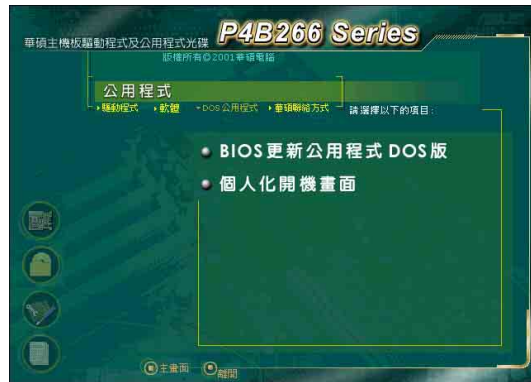 華碩主機板驅動程式及公用程式光碟 P4B266 Series
版權所有©2001華碩電腦
公用程式
驅動程式 軟體 DOS公用程式 華碩聯絡方式 請選擇以下的項目:
BIOS更新公用程式 DOS版
個人化開機畫面
主畫面 離開